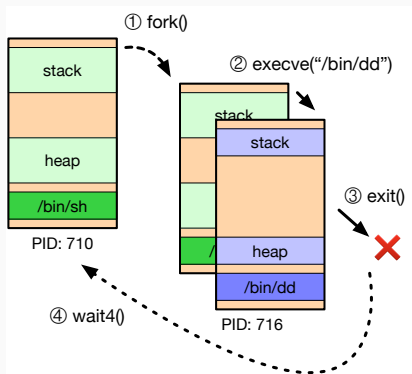 ① fork()
stack
heap
/bin/sh
PID: 710
② execve(“/bin/dd”)
stack
/
stack
heap
/bin/dd
PID: 716
③ exit()
④ wait4()